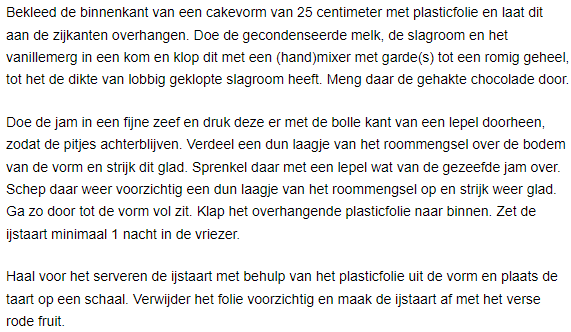 Bekleed de binnenkant van een cakevorm van 25 centimeter met plasticfolie en laat dit
aan de zijkanten overhangen. Doe de gecondenseerde melk, de slagroom en het
vanillemerg in een kom en klop dit met een (hand)mixer met garde(s) tot een romig geheel,
tot het de dikte van lobbig geklopte slagroom heeft. Meng daar de gehakte chocolade door.
Doe de jam in een fijne zeef en druk deze er met de bolle kant van een lepel doorheen,
zodat de pitjes achterblijven. Verdeel een dun laagje van het roommengsel over de bodem
van de vorm en strijk dit glad. Sprenkel daar met een lepel wat van de gezeefde jam over.
Schep daar weer voorzichtig een dun laagje van het roommengsel op en strijk weer glad.
Ga zo door tot de vorm vol zit. Klap het overhangende plasticfolie naar binnen. Zet de
ijstaart minimaal 1 nacht in de vriezer.
Haal voor het serveren de ijstaart met behulp van het plasticfolie uit de vorm en plaats de
taart op een schaal. Verwijder het folie voorzichtig en maak de ijstaart af met het verse
rode fruit.